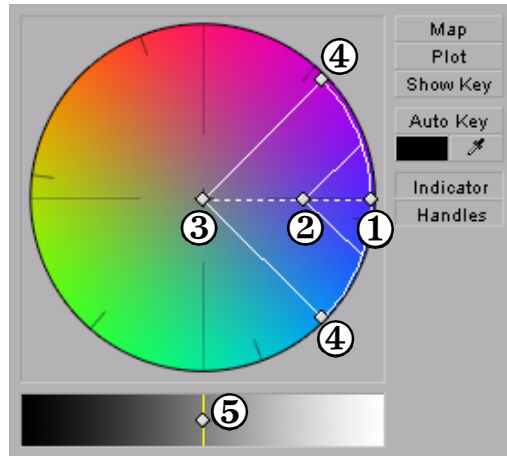 Map
Plot
Show Key
Auto Key
Indicator
Handles
④
③
②
①
④
⑤